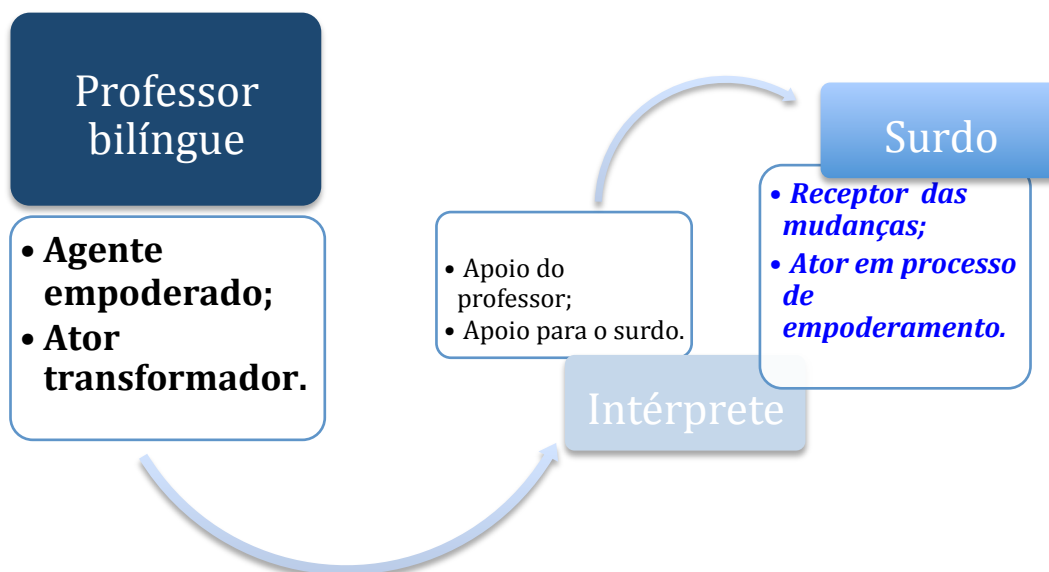 Professor
bilíngue
• Agente
empoderado;
• Ator
transformador.
• Apoio do
professor;
• Apoio para o surdo.
Intérprete
Surdo
• Receptor das
mudanças;
• Ator em processo
de
empoderamento.